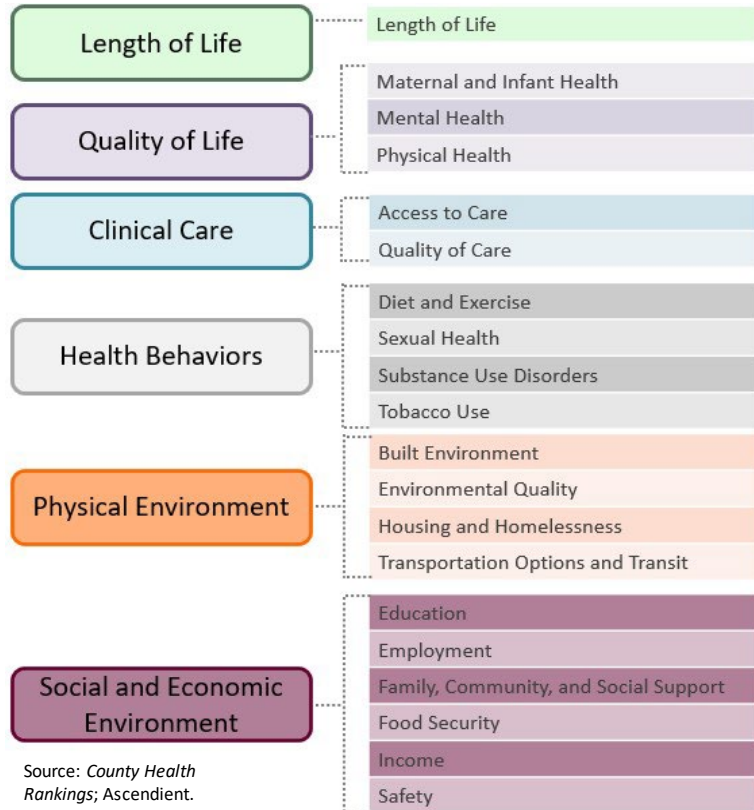 Length of Life
Length of Life
Quality of Life
Maternal and Infant Health
Mental Health
Physical Health
Clinical Care
Access to Care
Quality of Care
Health Behaviors
Diet and Exercise
Sexual Health
Substance Use Disorders
Tobacco Use
Physical Environment
Built Environment
Environmental Quality
Housing and Homelessness
Transportation Options and Transit
Social and Economic
Environment
Education
Employment
Family, Community, and Social Support
Food Security
Income
Safety
Source: County Health
Rankings; Ascendient.